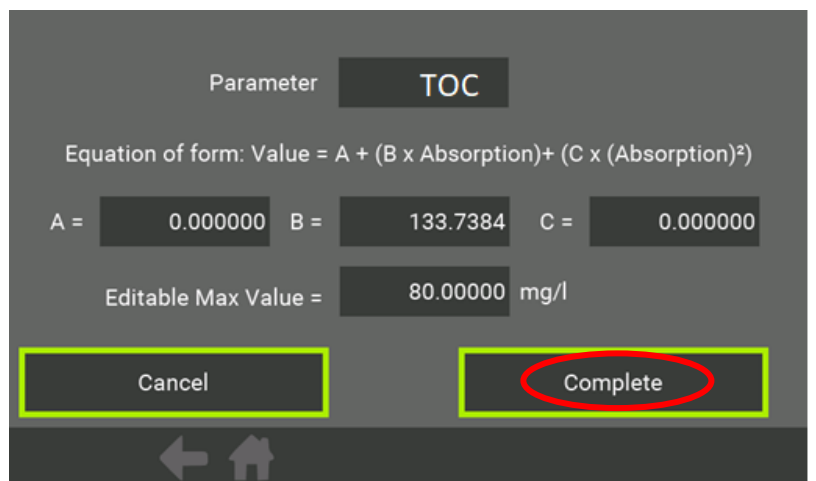 Parameter TOC
Equation of form: Value = A + (B x Absorption)+ (C x (Absorption)²)
A = 0.000000 B = 133.7384 C = 0.000000
Editable Max Value = 80.00000 mg/l
Cancel Complete